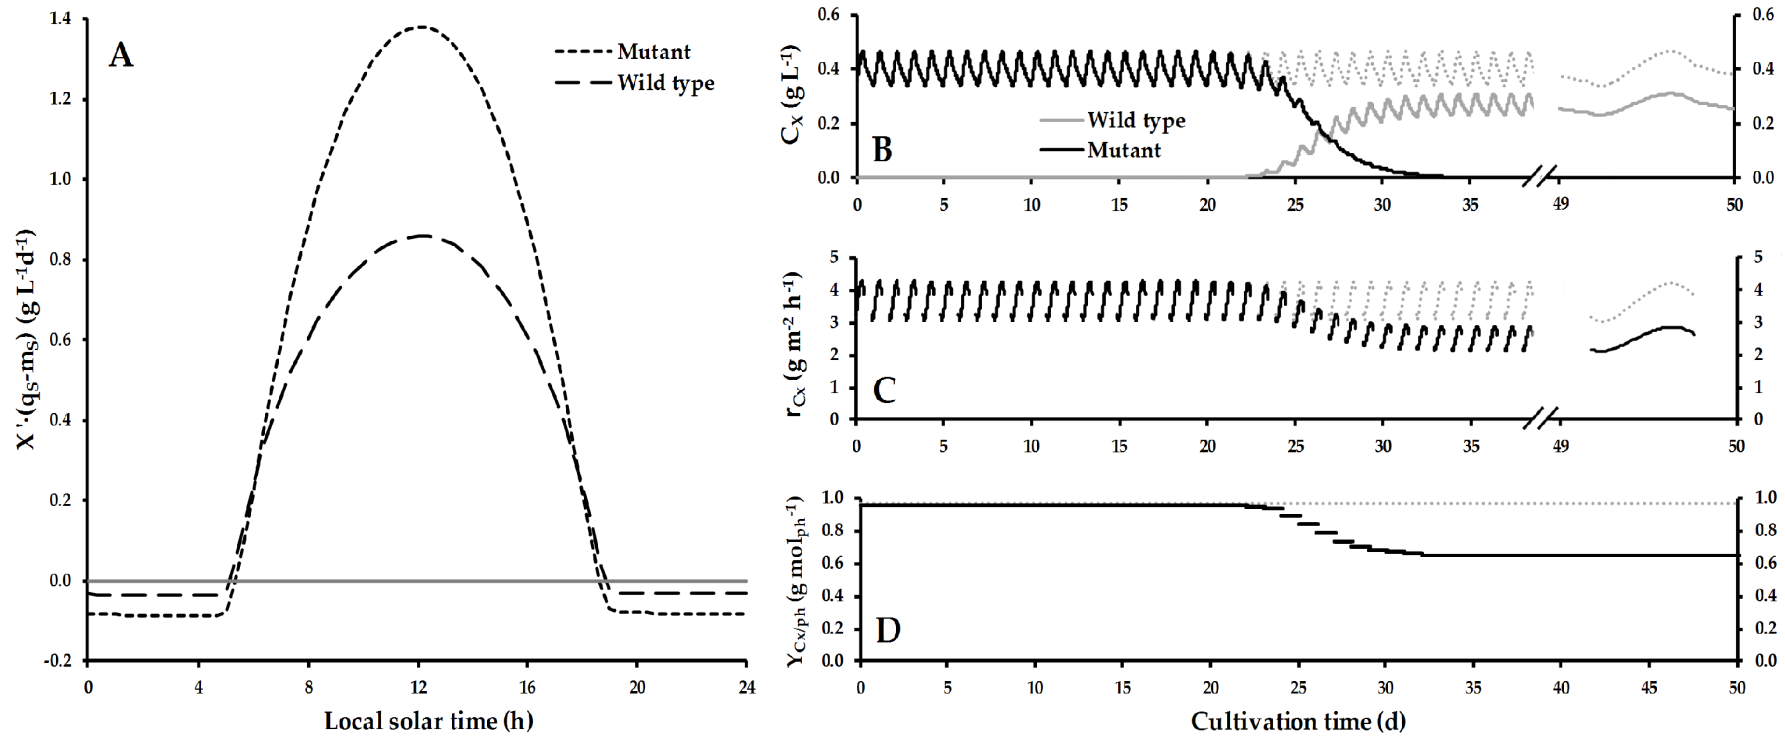 A
Mutant
Wild type
X'·(qS-mS) (g L-1d-1)
1.4
1.2
1.0
0.8
0.6
0.4
0.2
0.0
-0.2
0 4 8 12 16 20 24
Local solar time (h)
B
CX (g L-1)
0.6 0.6
0.4 0.4
0.2 0.2
0.0 0.0
Wild type
Mutant
0 5 10 15 20 25 30 35 49 50
C
rCx (g m-2 h-1)
5 5
4 4
3 3
2 2
1 1
0 0
0 5 10 15 20 25 30 35 49 50
D
YCx/ph (g molph-1)
1.0 1.0
0.8 0.8
0.6 0.6
0.4 0.4
0.2 0.2
0.0 0.0
0 5 10 15 20 25 30 40 50
Cultivation time (d)